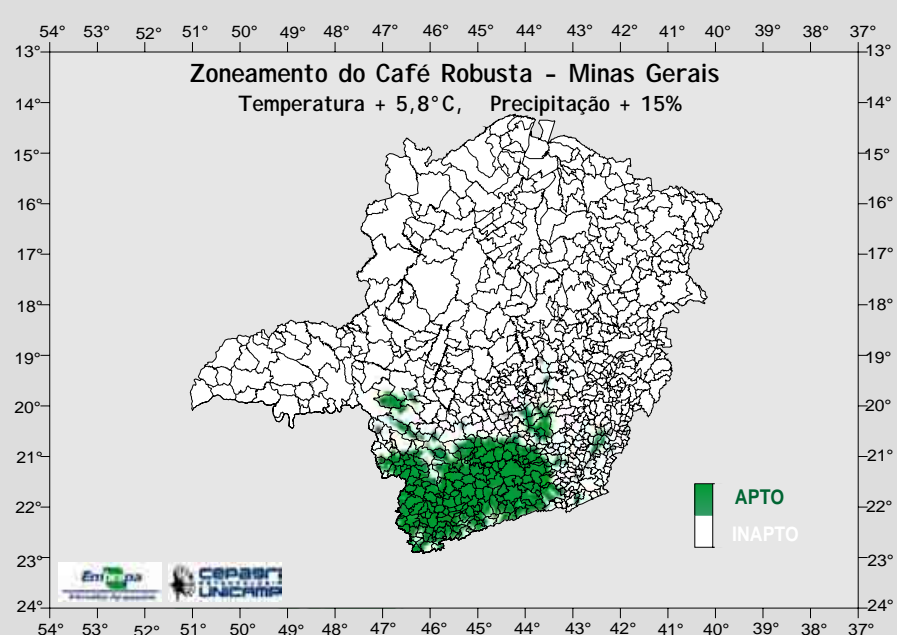 54° 53° 52° 51° 50° 49° 48° 47° 46° 45° 44° 43° 42° 41° 40° 39° 38° 37°
13° 13°
Zoneamento do Café Robusta - Minas Gerais
Temperatura + 5,8°C, Precipitação + 15%
14° 14°
15° 15°
16° 16°
17° 17°
18° 18°
19° 19°
20° 20°
21° 21°
22° 22°
APTO
INAPTO
23° 23°
Embrapa
CEPAGRI
UNICAMP
24° 24°
54° 53° 52° 51° 50° 49° 48° 47° 46° 45° 44° 43° 42° 41° 40° 39° 38° 37°